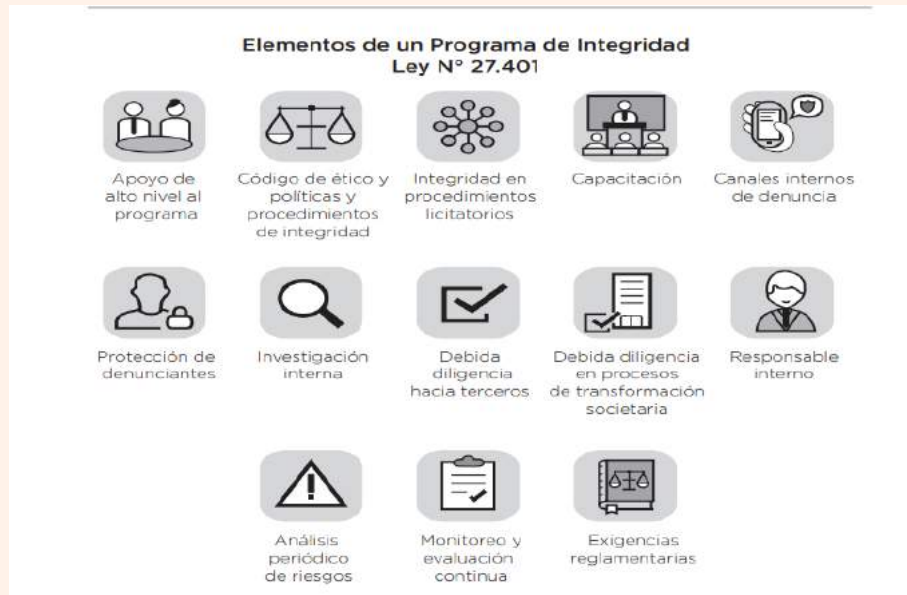 Elementos de un Programa de Integridad
Ley N° 27.401
Apoyo de
alto nivel al
programa
Código de ético y
políticas y
procedimientos
de integridad
Integridad en
procedimientos
licitatorios
Capacitación
Canales internos
de denuncia
Protección de
denunciantes
Investigación
interna
Debida
diligencia
hacia terceros
Debida diligencia
en procesos
de transformación
societaria
Responsable
interno
Análisis
periódico
de riesgos
Monitoreo y
evaluación
continua
Exigencias
reglamentarias